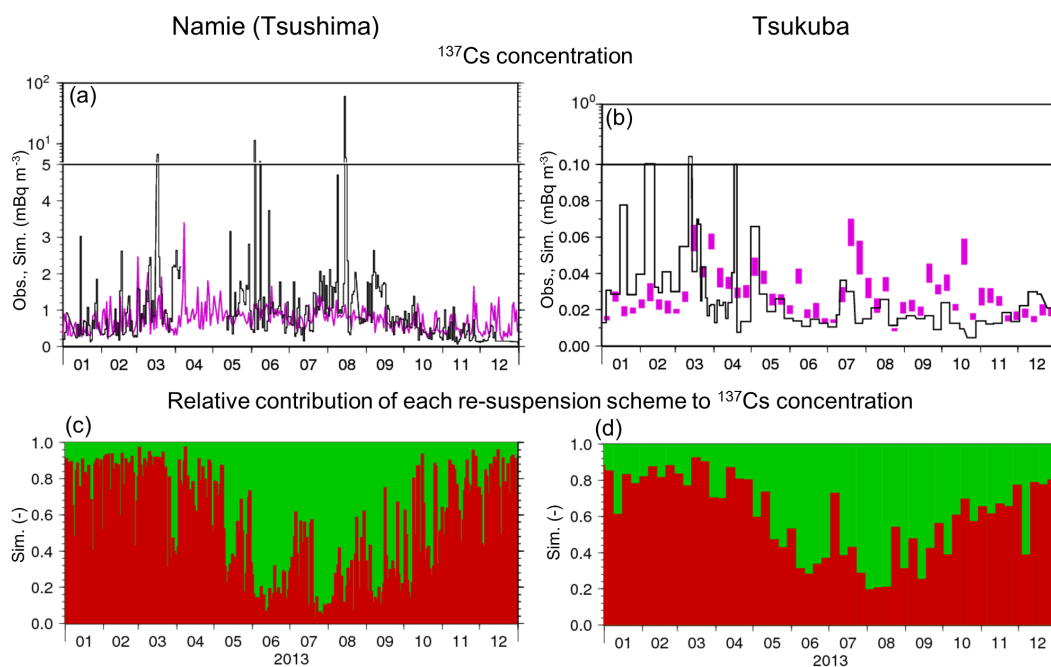 Namie (Tsushima) Tsukuba
¹³⁷Cs concentration
(a)
10²
10¹
5
4
3
2
1
0
Obs., Sim. (mBq m⁻³)
01 02 03 04 05 06 07 08 09 10 11 12
(b)
10⁰
0.10
0.08
0.06
0.04
0.02
0.00
Obs., Sim. (mBq m⁻³)
01 02 03 04 05 06 07 08 09 10 11 12
Relative contribution of each re-suspension scheme to ¹³⁷Cs concentration
(c)
1.0
0.8
0.6
0.4
0.2
0.0
Sim. (-)
01 02 03 04 05 06 07 08 09 10 11 12
2013
(d)
1.0
0.8
0.6
0.4
0.2
0.0
Sim. (-)
01 02 03 04 05 06 07 08 09 10 11 12
2013